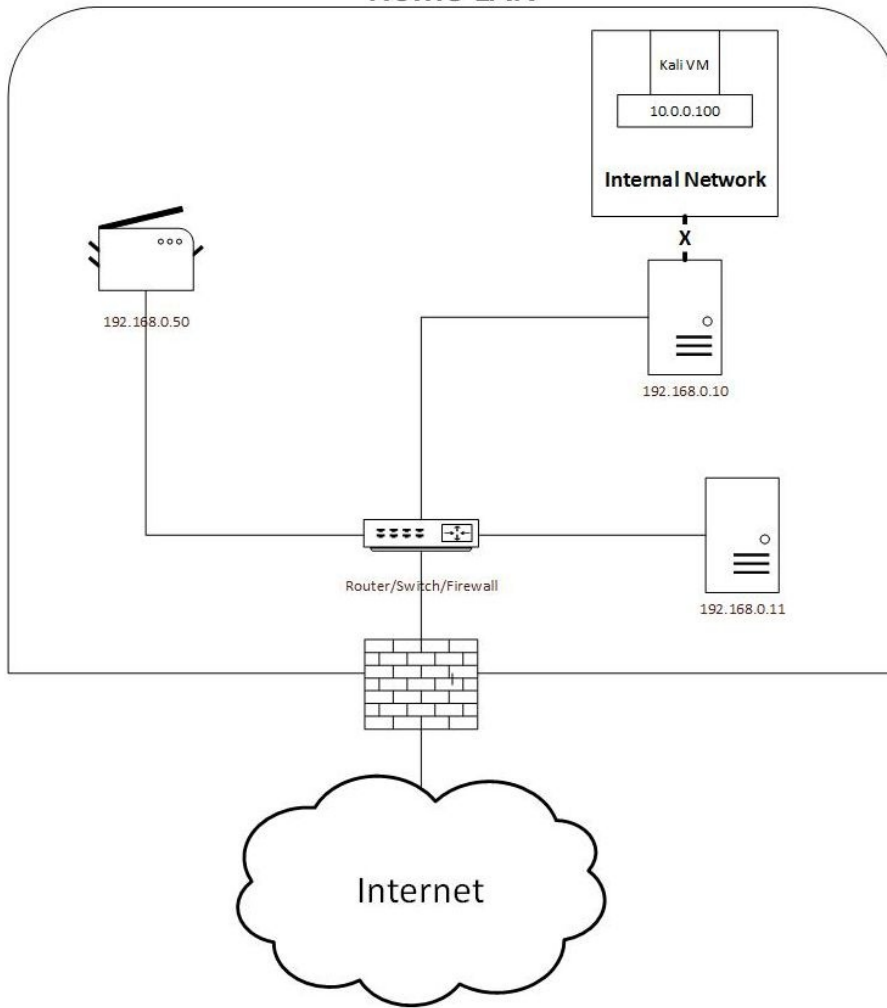 Kali VM
10.0.0.100
Internal Network
X
192.168.0.50
192.168.0.10
Router/Switch/Firewall
192.168.0.11
Internet